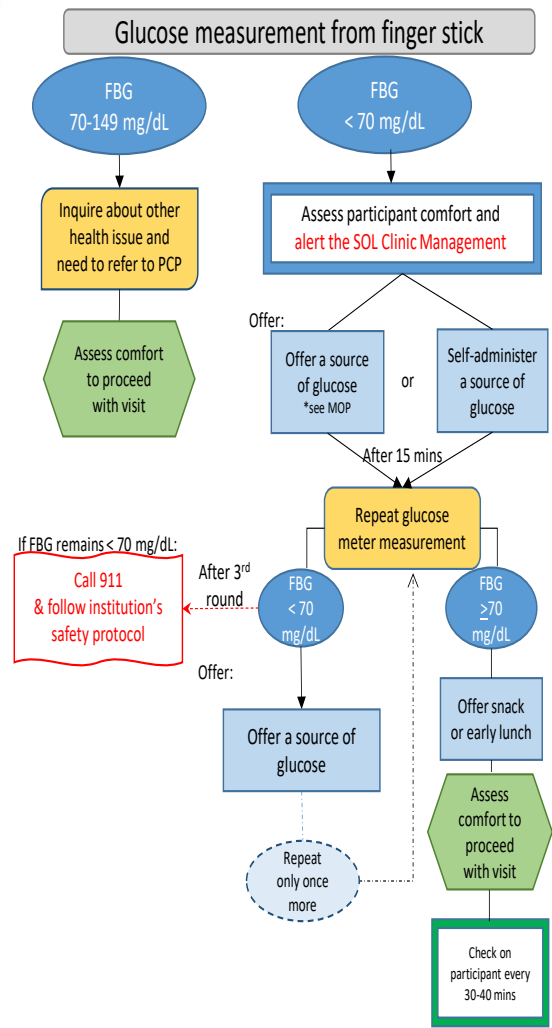 Glucose measurement from finger stick
FBG
70-149 mg/dL
FBG
< 70 mg/dL
Inquire about other
health issue and
need to refer to PCP
Assess participant comfort and
alert the SOL Clinic Management
Assess comfort
to proceed
with visit
Offer:
Offer a source
of glucose
*see MOP
or
Self-administer
a source of
glucose
After 15 mins
Repeat glucose
meter measurement
If FBG remains < 70 mg/dL:
Call 911
& follow institution's
safety protocol
After 3rd
round
FBG
< 70
mg/dL
FBG
≥70
mg/dL
Offer:
Offer a source of
glucose
Offer snack
or early lunch
Repeat
only once
more
Assess
comfort to
proceed
with visit
Check on
participant every
30-40 mins